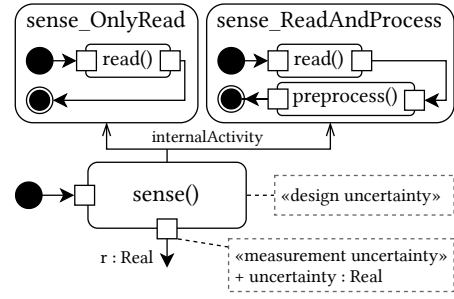 sense_OnlyRead
sense_ReadAndProcess
read()
read()
preprocess()
internalActivity
sense()
«design uncertainty»
r : Real
«measurement uncertainty»
+ uncertainty : Real